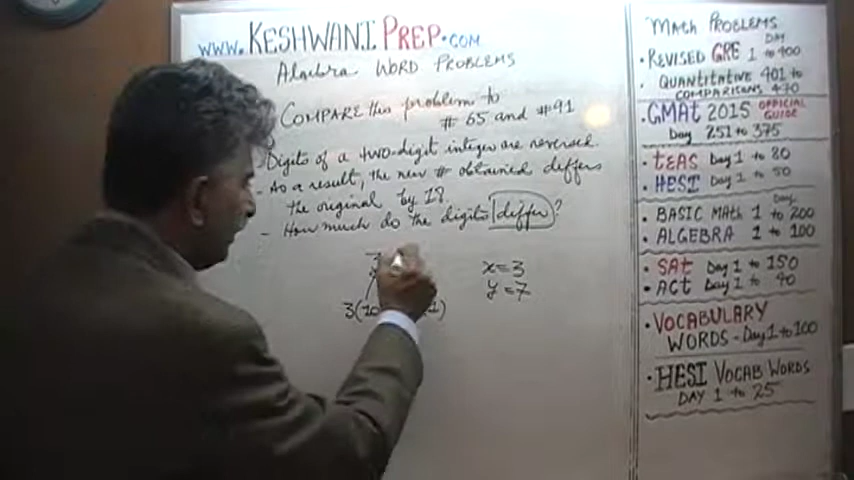 www.KESHWANI PREP.COM
Algebra WORD PROBLEMS
COMPARE this problem to
# 65 and #91
Digits of a two-digit integer are reversed.
- As a result, the new # obtained differs
the original by 18.
- How much do the digits differ?
x=3
y=7
3(10
1)
MATH PROBLEMS
DAY
• REVISED GRE 1 to 400
• QUANTITATIVE 401 to
COMPARISONS 470
• GMAT 2015 OFFICIAL GUIDE
Day 251 to 375
• TEAS Day 1 to 80
• HESI Day 1 to 50
Day
• BASIC MATH 1 to 200
• ALGEBRA 1 to 100
• SAT Day 1 to 150
• ACT Day 1 to 40
• VOCABULARY
WORDS - Day 1 to 100
• HESI VOCAB WORDS
DAY 1 to 25